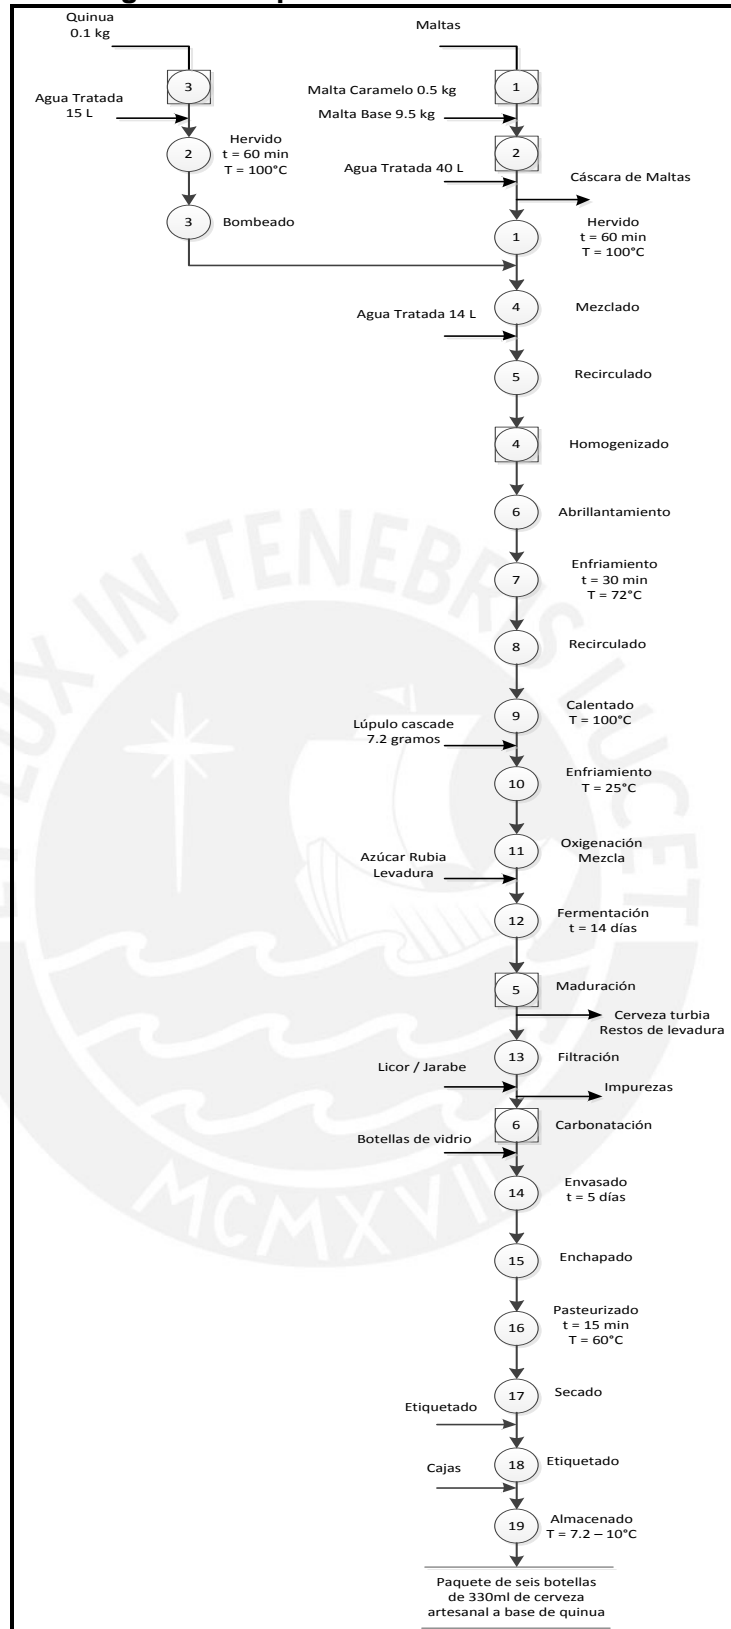 Quinua
0.1 kg
Maltas
3
1
Agua Tratada
15 L
Malta Caramelo 0.5 kg
Malta Base 9.5 kg
2
Hervido
t = 60 min
T = 100°C
2
Agua Tratada 40 L
Cáscara de Maltas
3
Bombeado
1
Hervido
t = 60 min
T = 100°C
4
Mezclado
Agua Tratada 14 L
5
Recirculado
4
Homogenizado
6
Abrillantamiento
7
Enfriamiento
t = 30 min
T = 72°C
8
Recirculado
9
Calentado
T = 100°C
Lúpulo cascade
7.2 gramos
10
Enfriamiento
T = 25°C
11
Oxigenación
Mezcla
Azúcar Rubia
Levadura
12
Fermentación
t = 14 días
5
Maduración
Cerveza turbia
Restos de levadura
13
Filtración
Licor / Jarabe
Impurezas
6
Carbonatación
Botellas de vidrio
14
Envasado
t = 5 días
15
Enchapado
16
Pasteurizado
t = 15 min
T = 60°C
17
Secado
Etiquetado
18
Etiquetado
Cajas
19
Almacenado
T = 7.2 – 10°C
Paquete de seis botellas
de 330ml de cerveza
artesanal a base de quinua
LUX IN TENEBRIS LUCET
MCMXVII